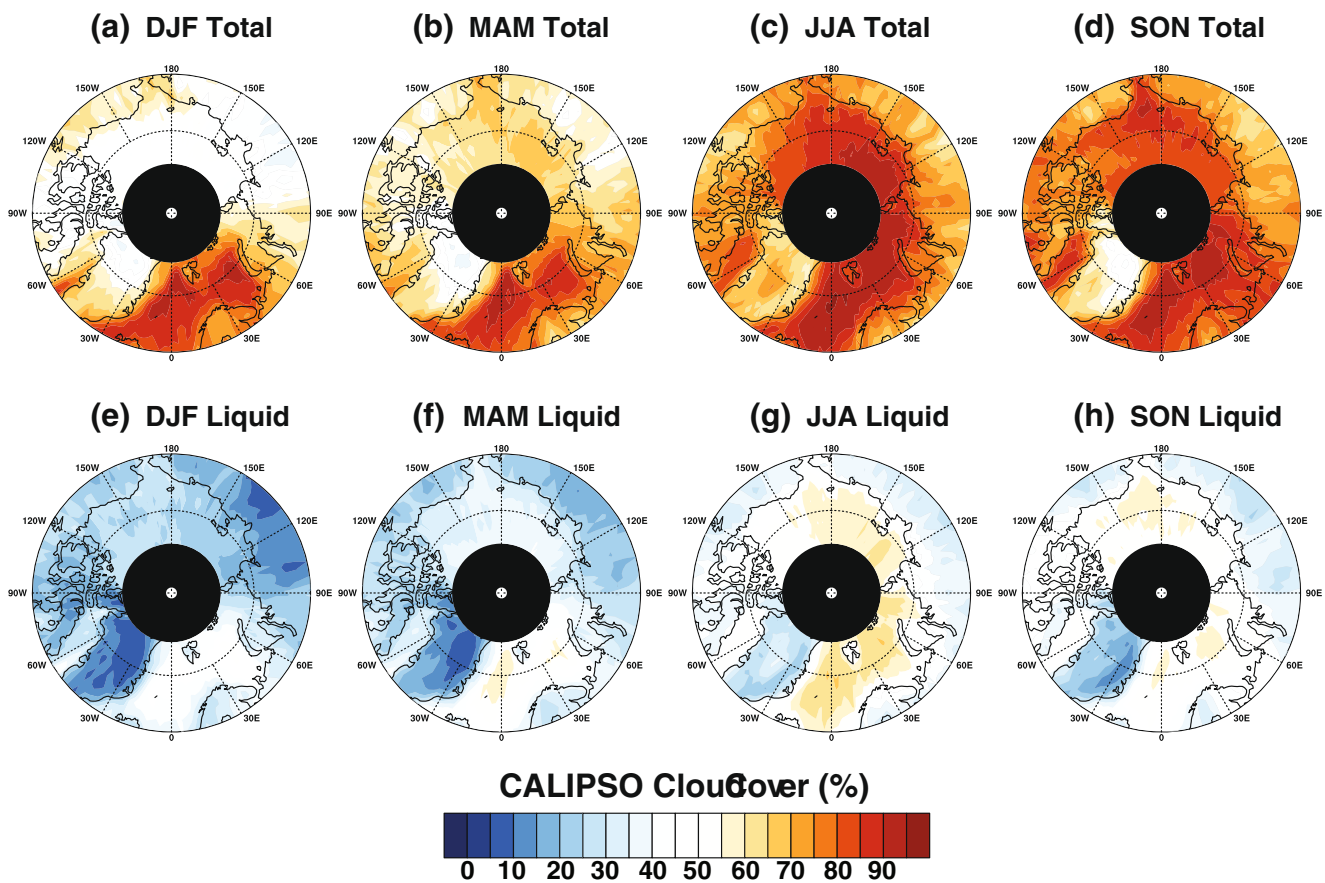 (a) DJF Total (b) MAM Total (c) JJA Total (d) SON Total
180 180 180 180
150W 150E 150W 150E 150W 150E 150W 150E
120W 120E 120W 120E 120W 120E 120W 120E
90W 90E 90W 90E 90W 90E 90W 90E
60W 60E 60W 60E 60W 60E 60W 60E
30W 30E 30W 30E 30W 30E 30W 30E
0 0 0 0
(e) DJF Liquid (f) MAM Liquid (g) JJA Liquid (h) SON Liquid
180 180 180 180
150W 150E 150W 150E 150W 150E 150W 150E
120W 120E 120W 120E 120W 120E 120W 120E
90W 90E 90W 90E 90W 90E 90W 90E
60W 60E 60W 60E 60W 60E 60W 60E
30W 30E 30W 30E 30W 30E 30W 30E
0 0 0 0
CALIPSO Cloud Cover (%)
0 10 20 30 40 50 60 70 80 90